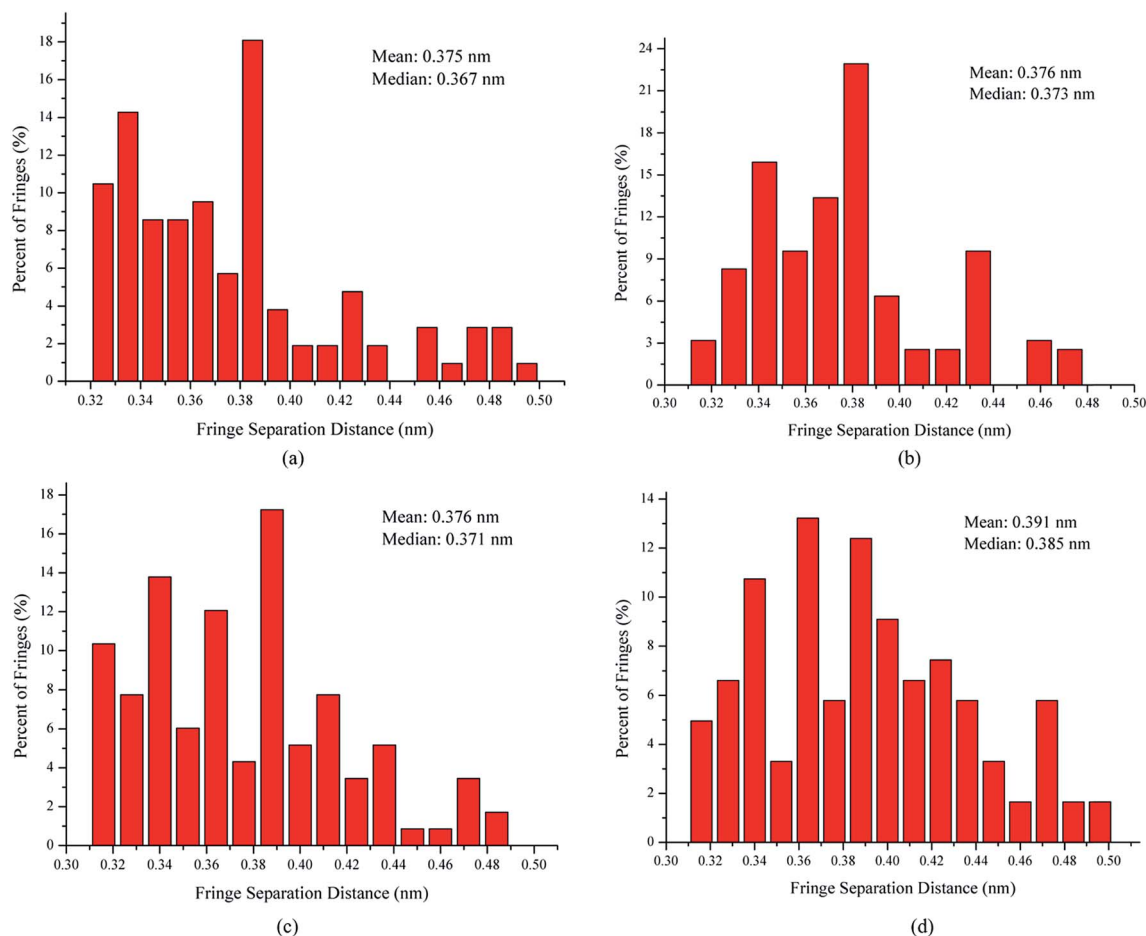 18
16
14
12
10
8
6
4
2
0
Percent of Fringes (%)
Mean: 0.375 nm
Median: 0.367 nm
0.32 0.34 0.36 0.38 0.40 0.42 0.44 0.46 0.48 0.50
Fringe Separation Distance (nm)
(a)
24
21
18
15
12
9
6
3
0
Percent of Fringes (%)
Mean: 0.376 nm
Median: 0.373 nm
0.30 0.32 0.34 0.36 0.38 0.40 0.42 0.44 0.46 0.48 0.50
Fringe Separation Distance (nm)
(b)
18
16
14
12
10
8
6
4
2
0
Percent of Fringes (%)
Mean: 0.376 nm
Median: 0.371 nm
0.30 0.32 0.34 0.36 0.38 0.40 0.42 0.44 0.46 0.48 0.50
Fringe Separation Distance (nm)
(c)
14
12
10
8
6
4
2
0
Percent of Fringes (%)
Mean: 0.391 nm
Median: 0.385 nm
0.30 0.32 0.34 0.36 0.38 0.40 0.42 0.44 0.46 0.48 0.50
Fringe Separation Distance (nm)
(d)